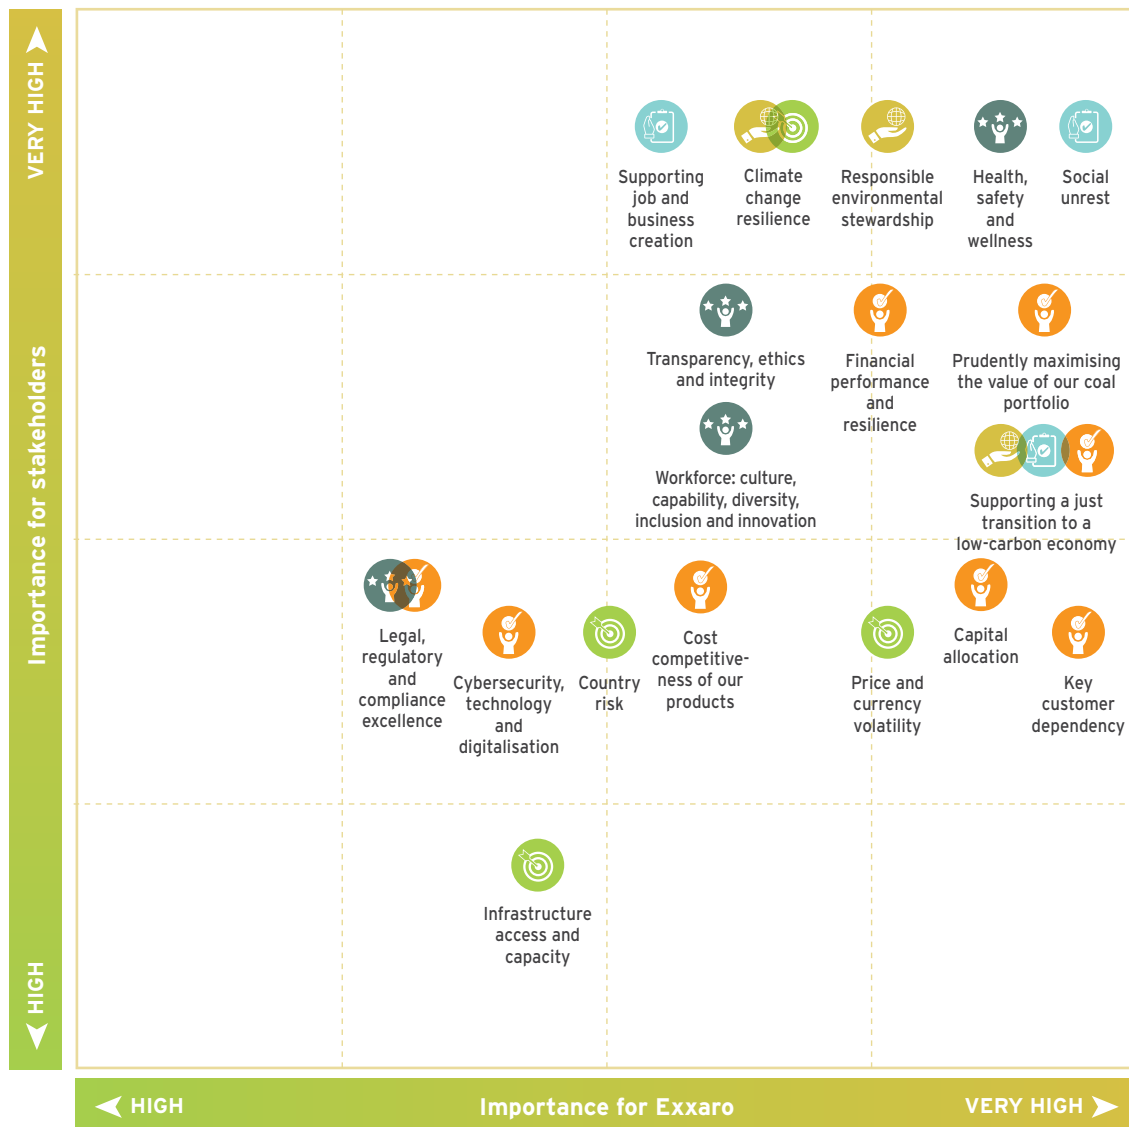 VERY HIGH
Importance for stakeholders
HIGH
Supporting
job and
business
creation
Climate
change
resilience
Responsible
environmental
stewardship
Health,
safety
and
wellness
Social
unrest
Transparency, ethics
and integrity
Financial
performance
and
resilience
Prudently maximising
the value of our coal
portfolio
Workforce: culture,
capability, diversity,
inclusion and innovation
Supporting a just
transition to a
low-carbon economy
Legal,
regulatory
and
compliance
excellence
Cybersecurity,
technology
and
digitalisation
Country
risk
Cost
competitive-
ness of our
products
Price and
currency
volatility
Capital
allocation
Key
customer
dependency
Infrastructure
access and
capacity
HIGH
Importance for Exxaro
VERY HIGH